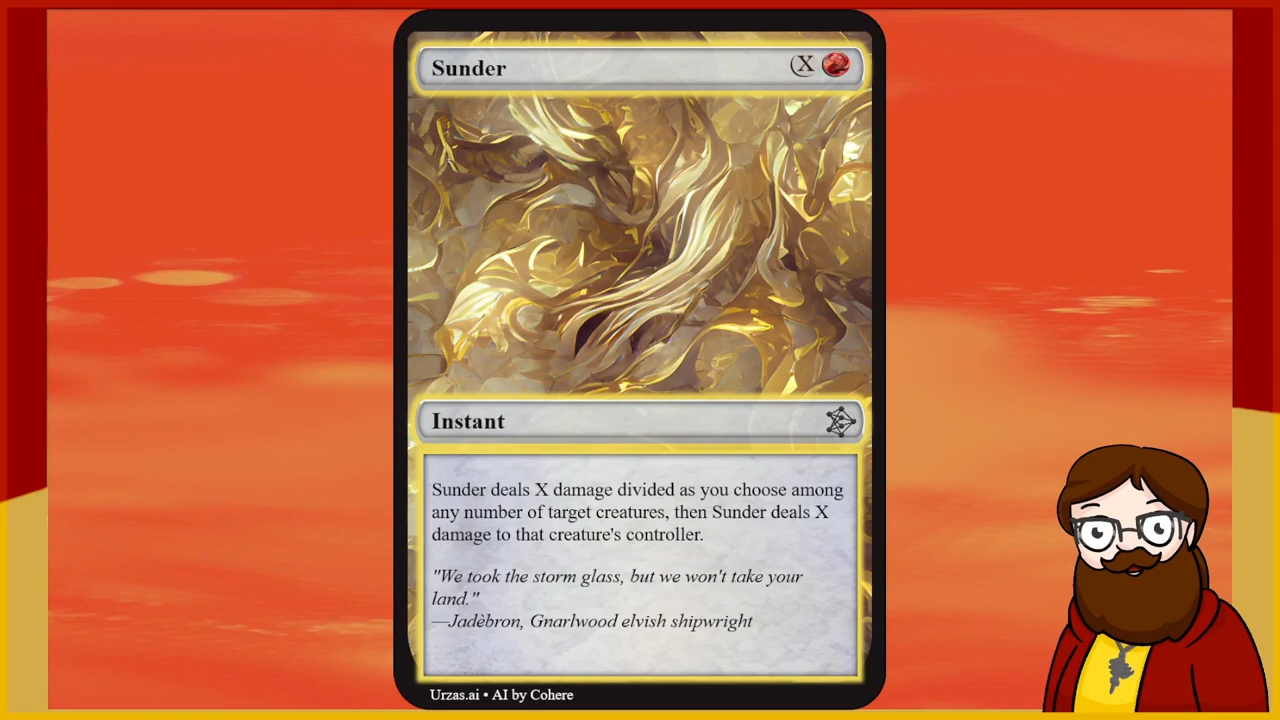 Sunder
X
Instant
Sunder deals X damage divided as you choose among
any number of target creatures, then Sunder deals X
damage to that creature's controller.
"We took the storm glass, but we won't take your
land."
—Jadèbron, Gnarlwood elvish shipwright
Urzas.ai • AI by Cohere